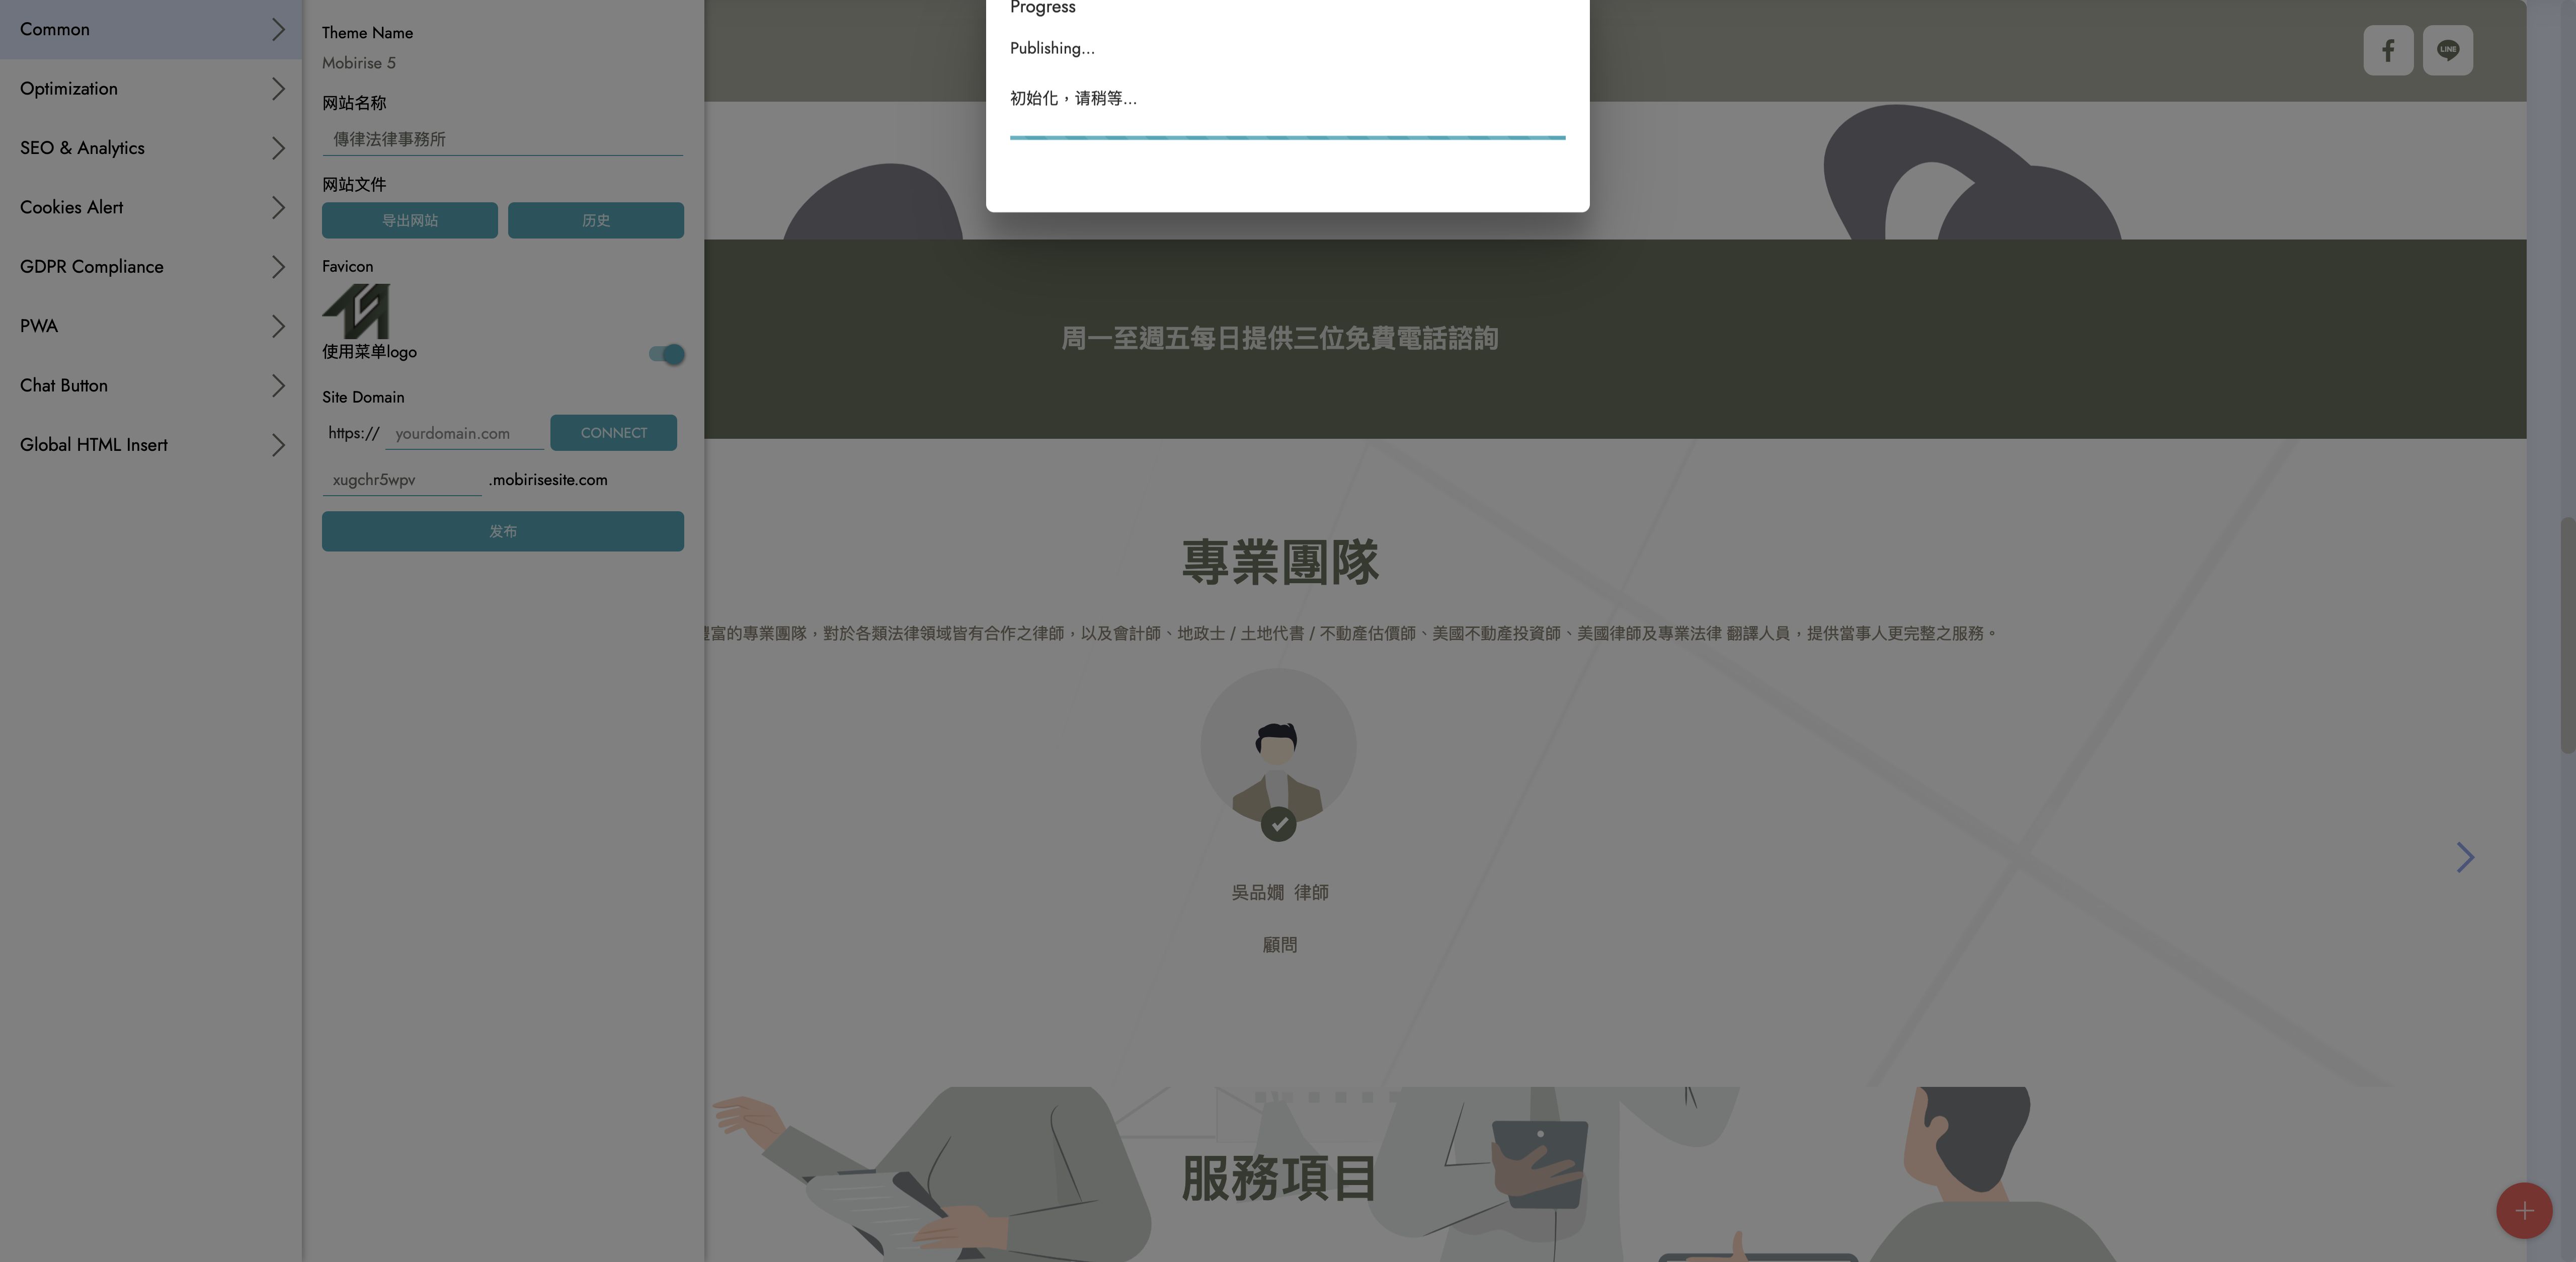 Common
Optimization
SEO & Analytics
Cookies Alert
GDPR Compliance
PWA
Chat Button
Global HTML Insert
Theme Name
Mobirise 5
网站名称
傳律法律事務所
网站文件
导出网站
历史
Favicon
使用菜单logo
Site Domain
https://
yourdomain.com
CONNECT
xugchr5wpv
.mobirisesite.com
发布
Progress
Publishing...
初始化，请稍等...
LINE
周一至週五每日提供三位免費電話諮詢
專業團隊
富的專業團隊，對於各類法律領域皆有合作之律師，以及會計師、地政士 / 土地代書 / 不動產估價師、美國不動產投資師、美國律師及專業法律 翻譯人員，提供當事人更完整之服務。
吳品嫺 律師
顧問
服務項目